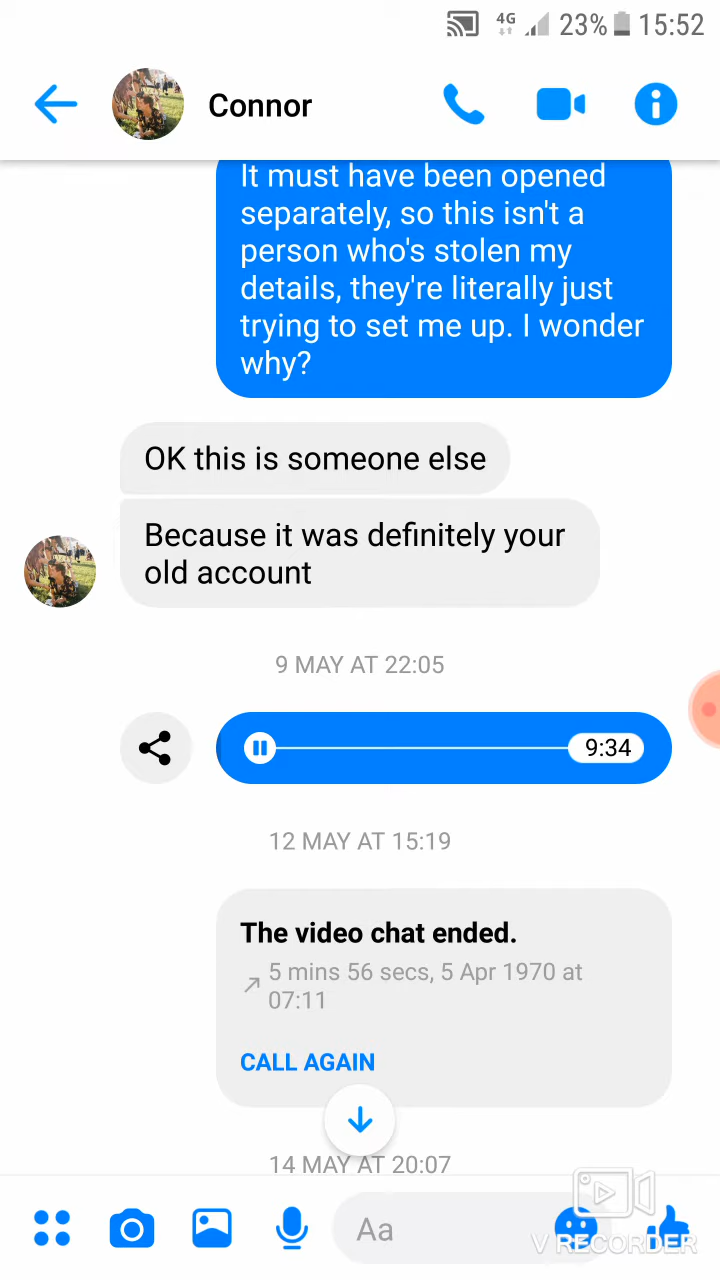 4G 23% 15:52
Connor
It must have been opened
separately, so this isn't a
person who's stolen my
details, they're literally just
trying to set me up. I wonder
why?
OK this is someone else
Because it was definitely your
old account
9 MAY AT 22:05
9:34
12 MAY AT 15:19
The video chat ended.
5 mins 56 secs, 5 Apr 1970 at
07:11
CALL AGAIN
14 MAY AT 20:07
Aa
V RECORDER